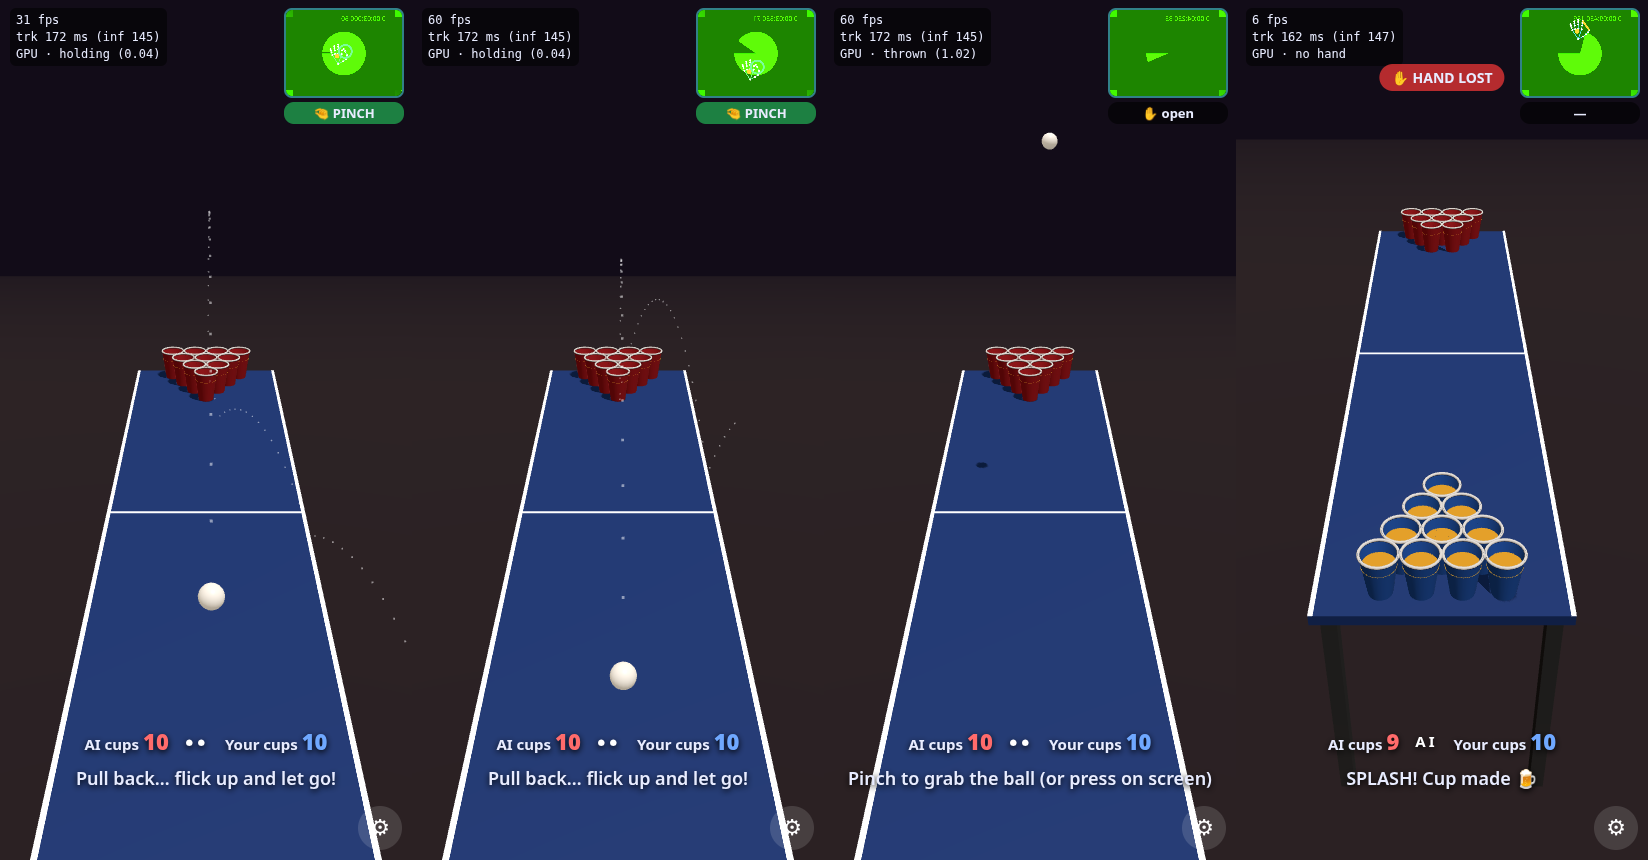 31 fps
trk 172 ms (inf 145)
GPU · holding (0.04)
🤏 PINCH
AI cups 10 •• Your cups 10
Pull back... flick up and let go!
60 fps
trk 172 ms (inf 145)
GPU · holding (0.04)
🤏 PINCH
AI cups 10 •• Your cups 10
Pull back... flick up and let go!
60 fps
trk 172 ms (inf 145)
GPU · thrown (1.02)
✋ open
AI cups 10 •• Your cups 10
Pinch to grab the ball (or press on screen)
6 fps
trk 162 ms (inf 147)
GPU · no hand
✋ HAND LOST
—
AI cups 9 AI Your cups 10
SPLASH! Cup made 🍺